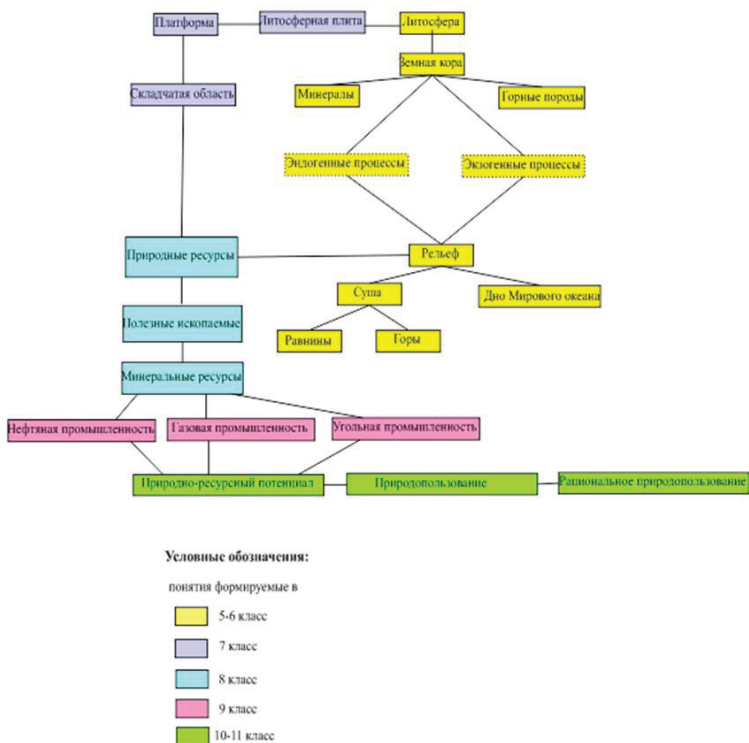 Платформа
Литосферная плита
Литосфера
Земная кора
Складчатая область
Минералы
Горные породы
Эндогенные процессы
Экзогенные процессы
Природные ресурсы
Рельеф
Суша
Дно Мирового океана
Полезные ископаемые
Равнины
Горы
Минеральные ресурсы
Нефтяная промышленность
Газовая промышленность
Угольная промышленность
Природно-ресурсный потенциал
Природопользование
Рациональное природопользование
Условные обозначения:
понятия формируемые в
5-6 класс
7 класс
8 класс
9 класс
10-11 класс